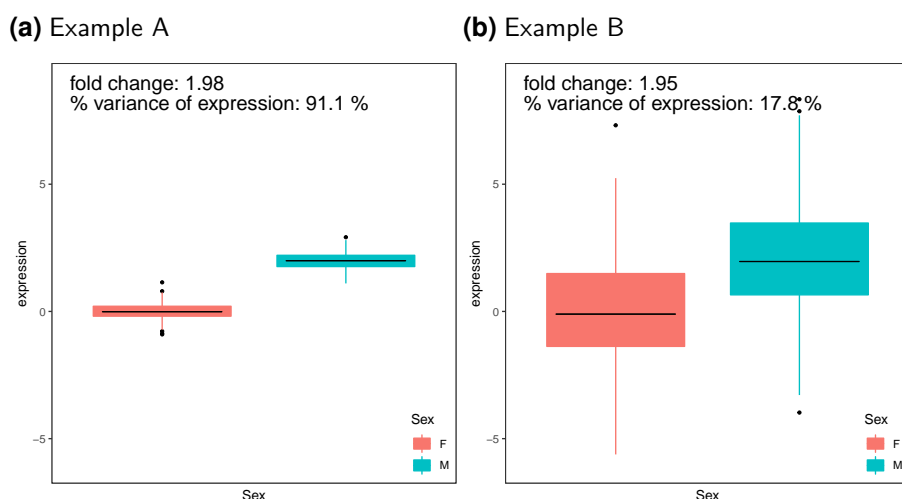 (a) Example A
fold change: 1.98
% variance of expression: 91.1 %
5
0
−5
expression
Sex
Sex
F
M
(b) Example B
fold change: 1.95
% variance of expression: 17.8 %
5
0
−5
expression
Sex
Sex
F
M